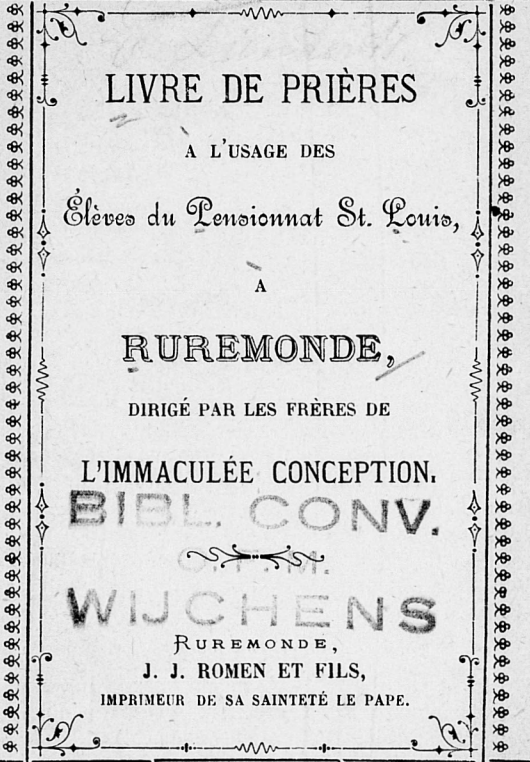 LIVRE DE PRIÈRES
A L'USAGE DES
Élèves du Pensionnat St. Louis,
A
RUREMONDE,
DIRIGÉ PAR LES FRÈRES DE
L'IMMACULÉE CONCEPTION.
BIBL. CONV.
O.F.M.
WIJCHENS
RUREMONDE,
J. J. ROMEN ET FILS,
IMPRIMEUR DE SA SAINTETÉ LE PAPE.